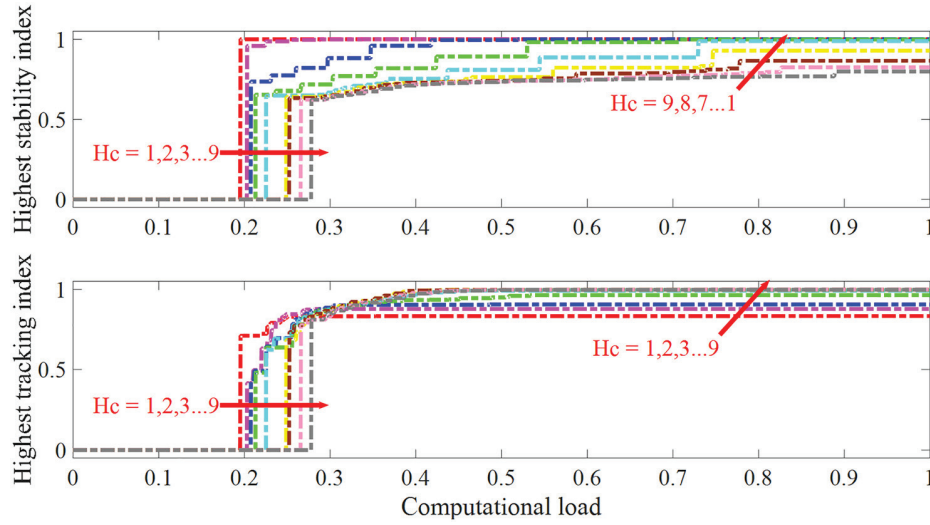 Highest stability index
1
0.5
0
Hc = 9,8,7...1
Hc = 1,2,3...9
0 0.1 0.2 0.3 0.4 0.5 0.6 0.7 0.8 0.9 1
Highest tracking index
1
0.5
0
Hc = 1,2,3...9
Hc = 1,2,3...9
0 0.1 0.2 0.3 0.4 0.5 0.6 0.7 0.8 0.9 1
Computational load